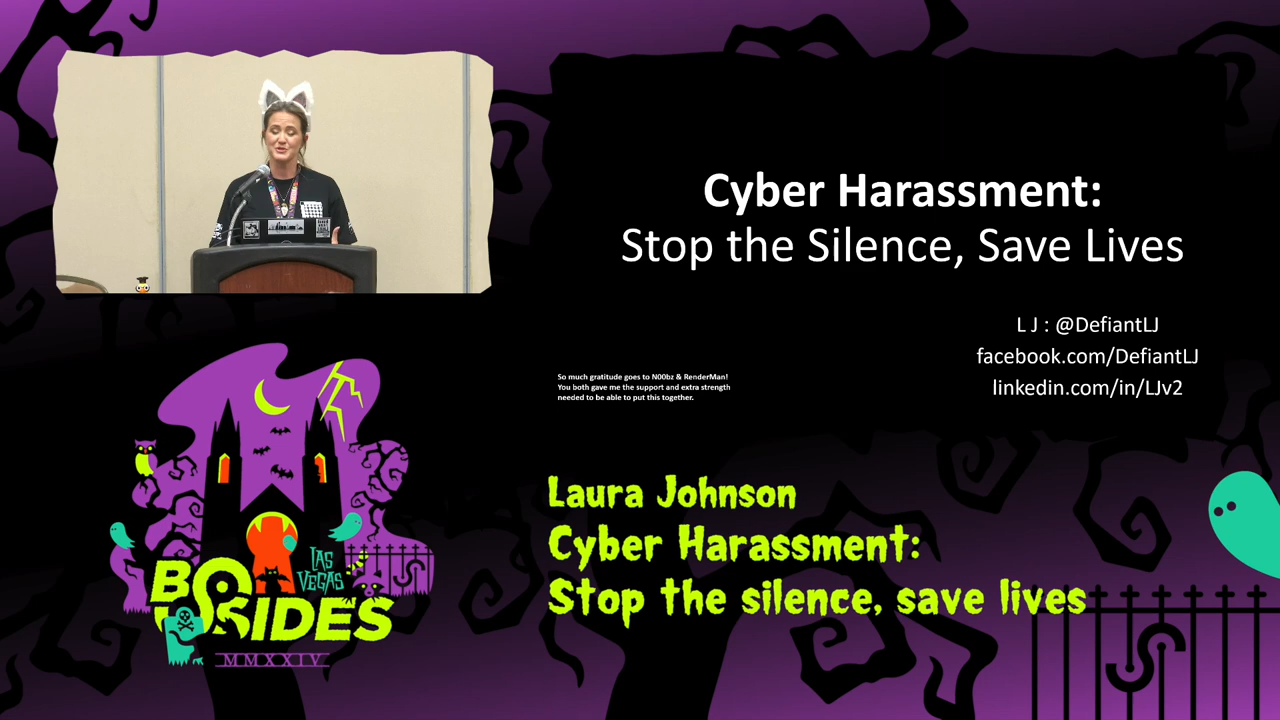 Cyber Harassment:
Stop the Silence, Save Lives
L J : @DefiantLJ
facebook.com/DefiantLJ
linkedin.com/in/LJv2
So much gratitude goes to N00bz & RenderMan!
You both gave me the support and extra strength
needed to be able to put this together.
LAS
VEGAS
BSIDES
MMXXIV
Laura Johnson
Cyber Harassment:
Stop the silence, save lives